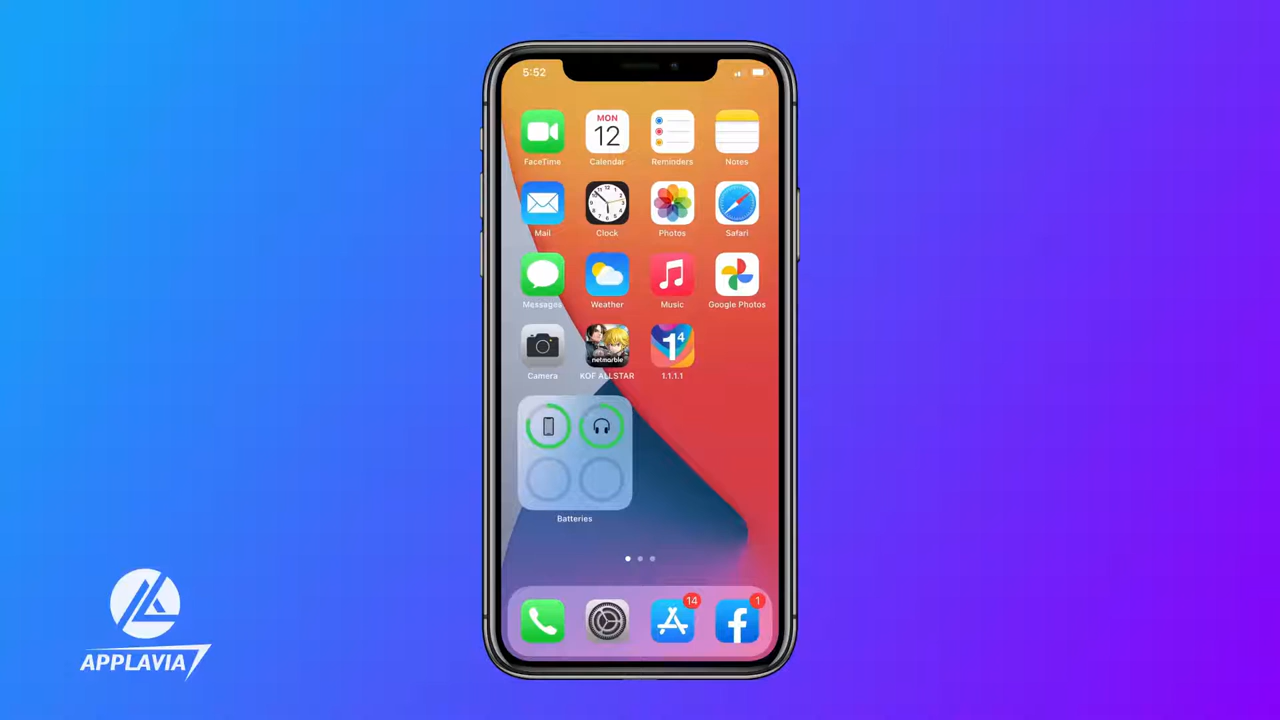 5:52
MON
12
FaceTime
Calendar
Reminders
Notes
Mail
Clock
Photos
Safari
Messages
Weather
Music
Google Photos
netmarble
1⁴
Camera
KOF ALLSTAR
1.1.1.1
Batteries
14
1
APPLAVIA